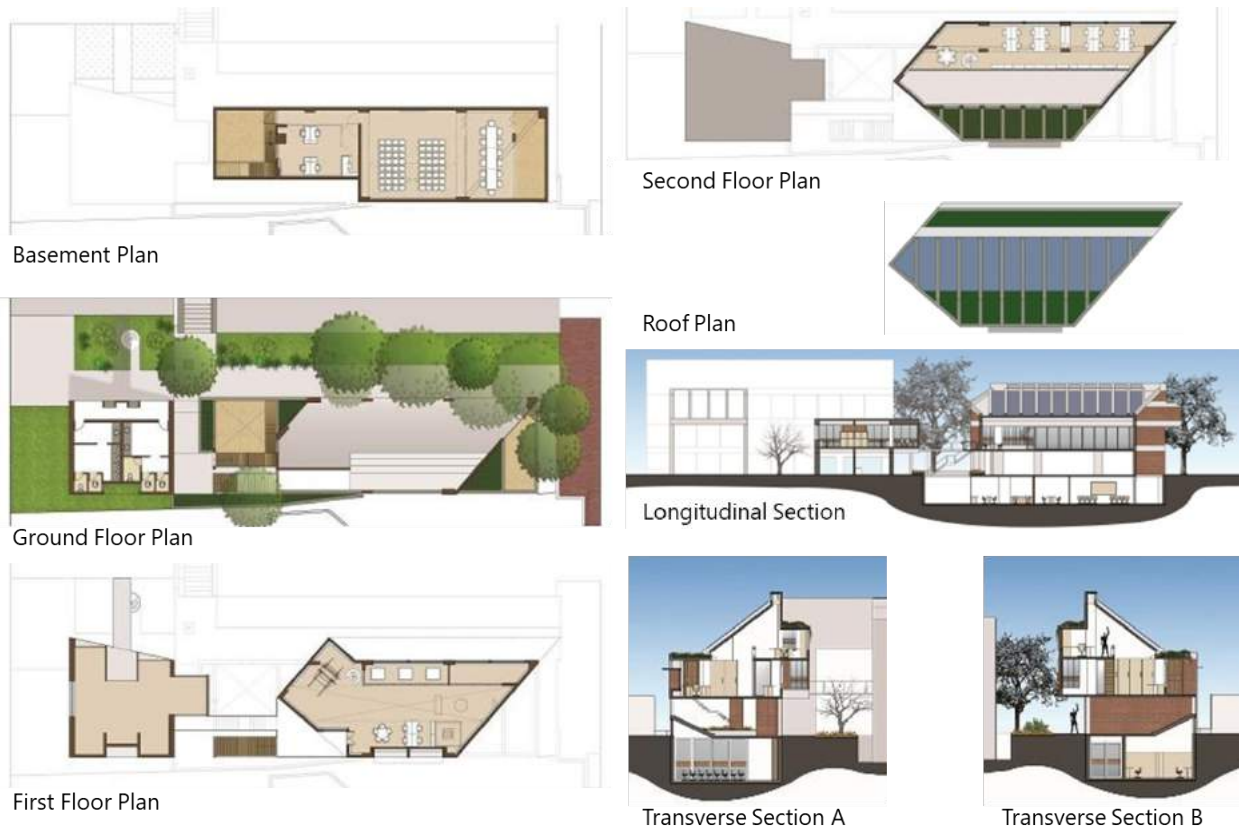 Basement Plan
Ground Floor Plan
First Floor Plan
Second Floor Plan
Roof Plan
Longitudinal Section
Transverse Section A
Transverse Section B